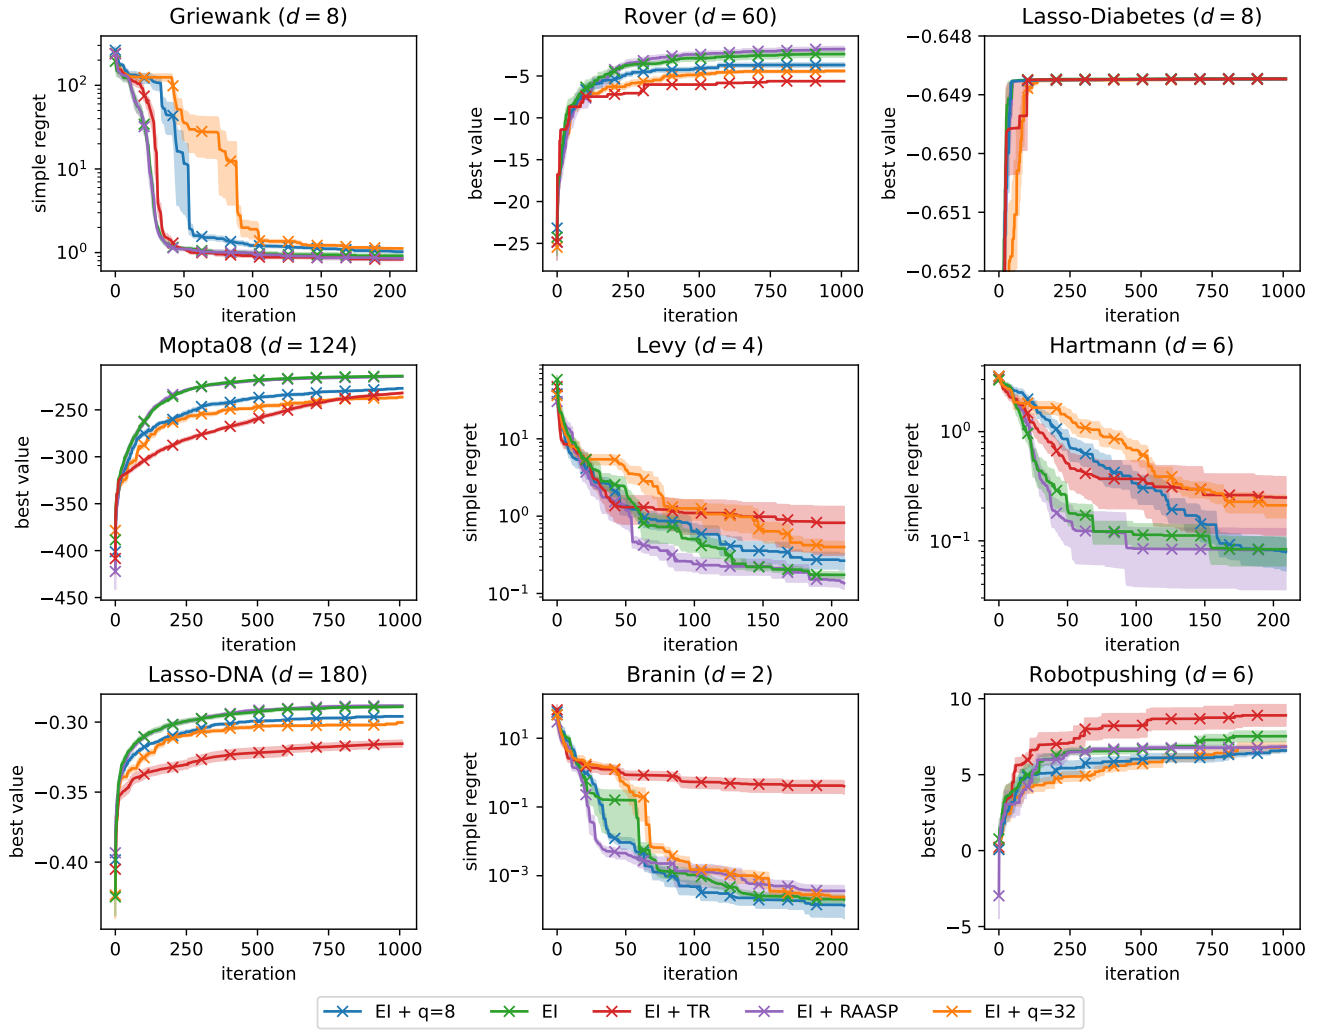 Griewank (d = 8)
simple regret
10²
10¹
10⁰
0 50 100 150 200
iteration
Rover (d = 60)
best value
−5
−10
−15
−20
−25
0 250 500 750 1000
iteration
Lasso-Diabetes (d = 8)
best value
−0.648
−0.649
−0.650
−0.651
−0.652
0 250 500 750 1000
iteration
Mopta08 (d = 124)
best value
−250
−300
−350
−400
−450
0 250 500 750 1000
iteration
Levy (d = 4)
simple regret
10¹
10⁰
10⁻¹
0 50 100 150 200
iteration
Hartmann (d = 6)
simple regret
10⁰
10⁻¹
0 50 100 150 200
iteration
Lasso-DNA (d = 180)
best value
−0.30
−0.35
−0.40
0 250 500 750 1000
iteration
Branin (d = 2)
simple regret
10¹
10⁻¹
10⁻³
0 50 100 150 200
iteration
Robotpushing (d = 6)
best value
10
5
0
−5
0 250 500 750 1000
iteration
EI + q=8 EI EI + TR EI + RAASP EI + q=32